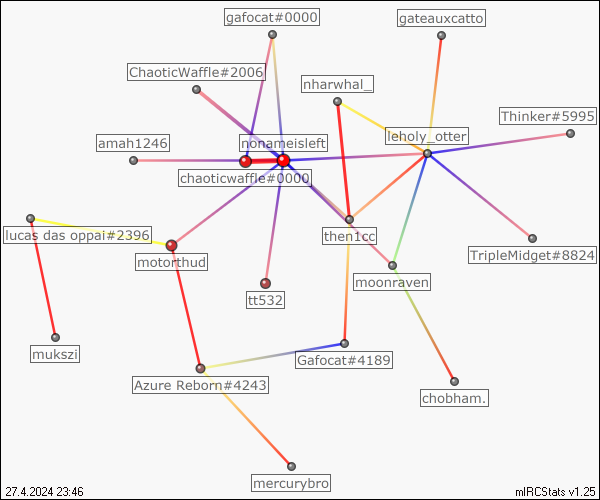 gafocat#0000
gateauxcatto
ChaoticWaffle#2006
nharwhal_
Thinker#5995
amah1246
nonameisleft
leholy_otter
chaoticwaffle#0000
lucas das oppai#2396
then1cc
motorthud
TripleMidget#8824
moonraven
tt532
mukszi
Gafocat#4189
Azure Reborn#4243
chobham.
mercurybro
27.4.2024 23:46
mIRCStats v1.25